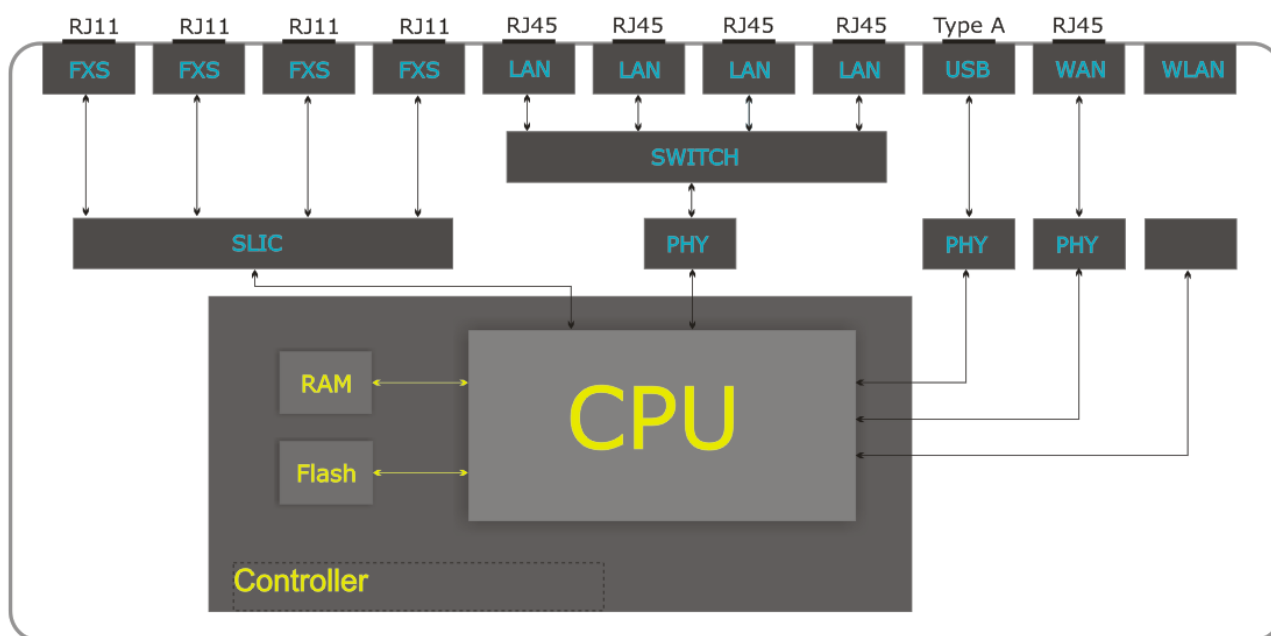 RJ11 RJ11 RJ11 RJ11 RJ45 RJ45 RJ45 RJ45 Type A RJ45
FXS FXS FXS FXS LAN LAN LAN LAN USB WAN WLAN
SWITCH
SLIC PHY PHY PHY
RAM
CPU
Flash
Controller